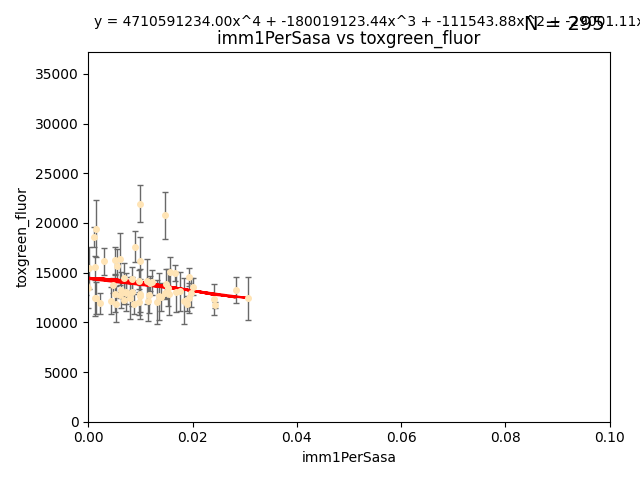 y = 4710591234.00x^4 + -180019123.44x^3 + -111543.88x^2 +
N = 295
imm1PerSasa vs toxgreen_fluor
toxgreen_fluor
35000
30000
25000
20000
15000
10000
5000
0
0.00 0.02 0.04 0.06 0.08 0.10
imm1PerSasa